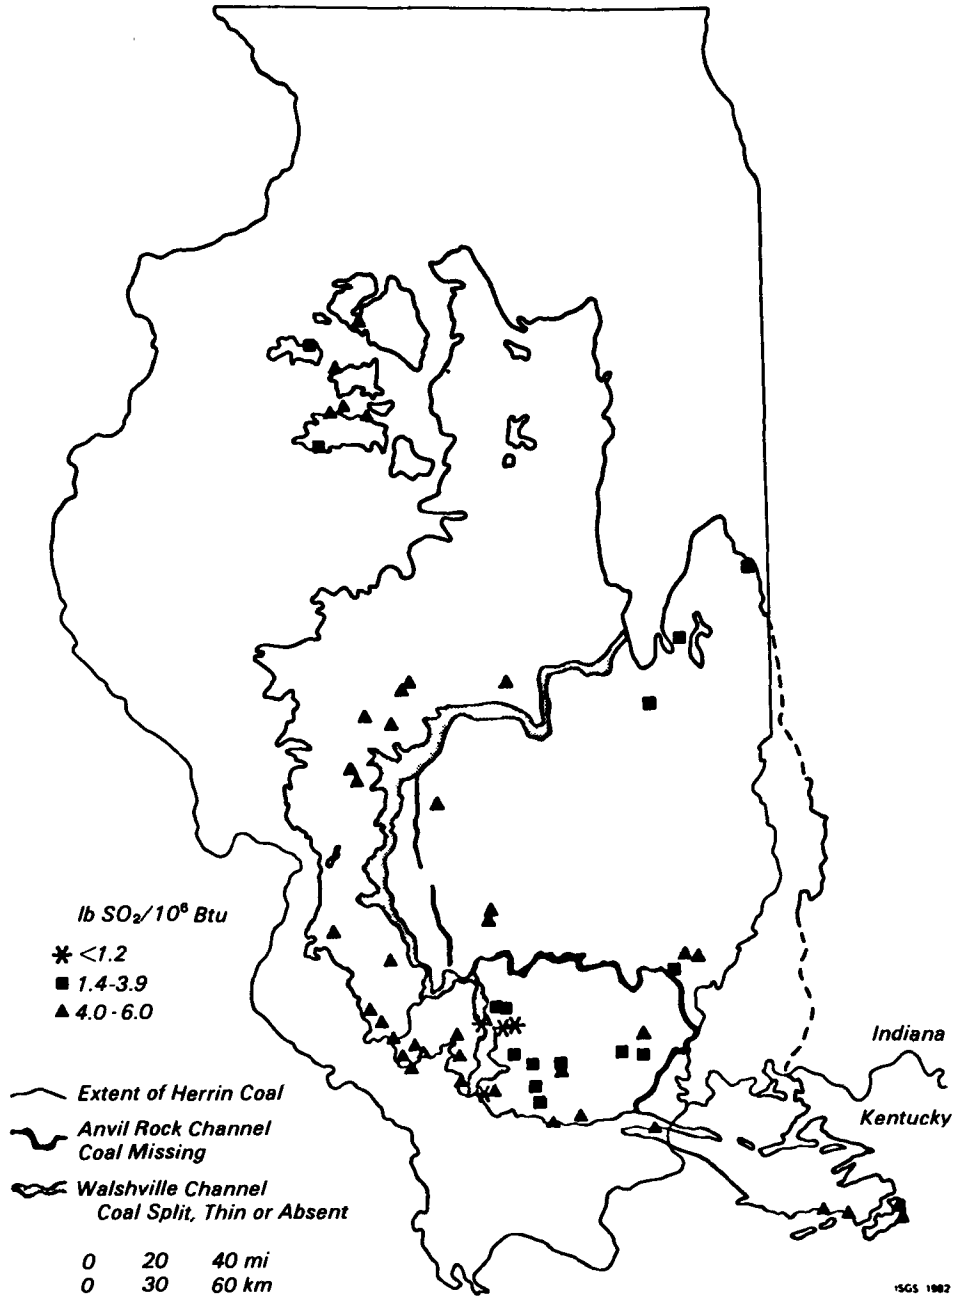 lb SO₂/10⁶ Btu
<1.2
1.4-3.9
4.0-6.0
Indiana
Kentucky
Extent of Herrin Coal
Anvil Rock Channel
Coal Missing
Walshville Channel
Coal Split, Thin or Absent
0 20 40 mi
0 30 60 km
ISGS 1982